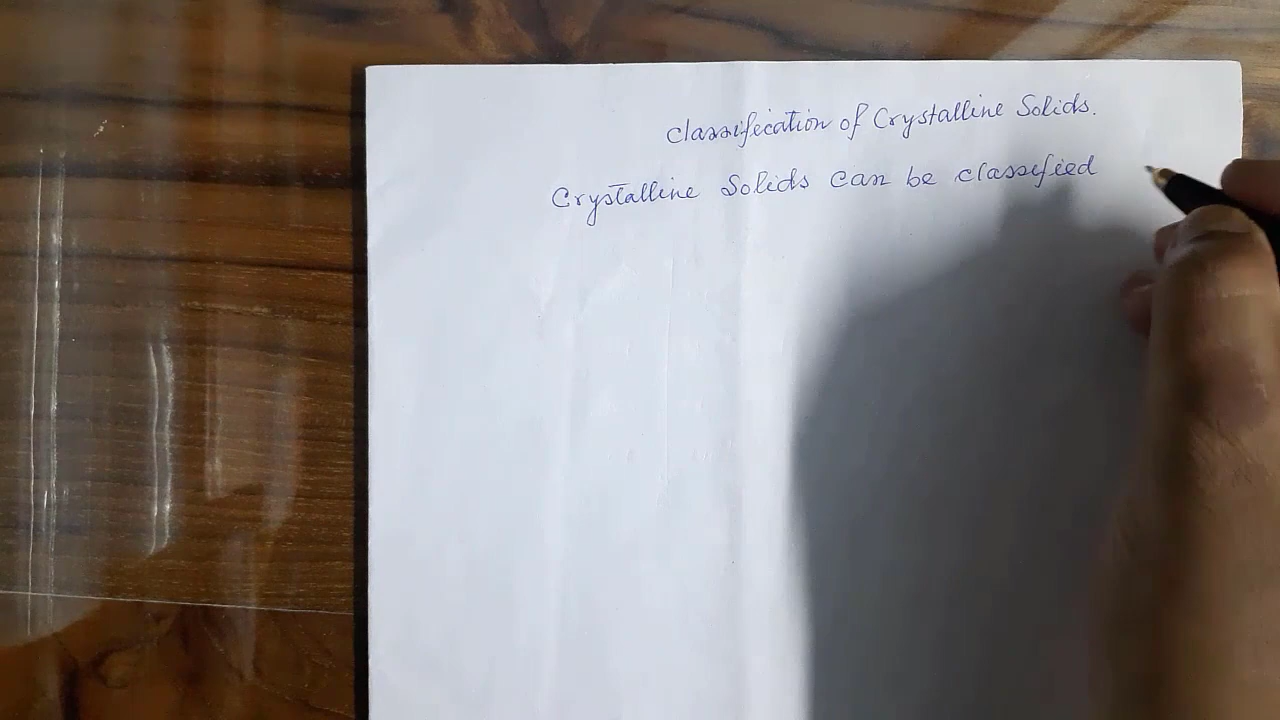 Classification of Crystalline Solids.
Crystalline Solids can be classified